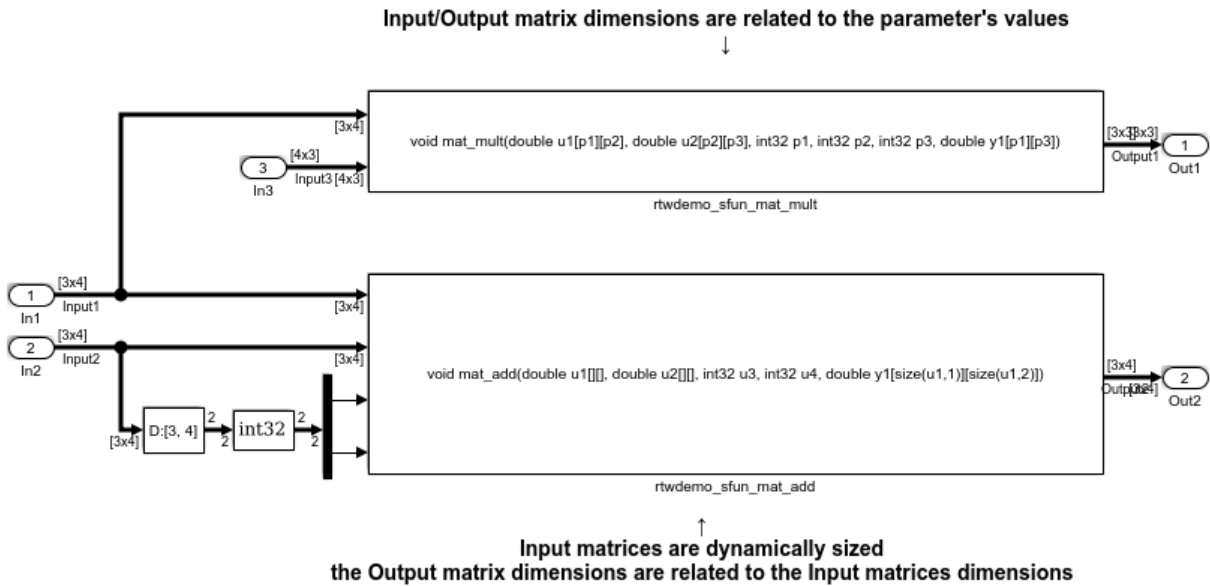 Input/Output matrix dimensions are related to the parameter's values
↓
[3x4]
void mat_mult(double u1[p1][p2], double u2[p2][p3], int32 p1, int32 p2, int32 p3, double y1[p1][p3])
[3x3]
[3x3]
1
Output1
Out1
[4x3]
3
Input3
[4x3]
In3
rtwdemo_sfun_mat_mult
[3x4]
1
Input1
[3x4]
In1
[3x4]
2
Input2
[3x4]
In2
void mat_add(double u1[][], double u2[][], int32 u3, int32 u4, double y1[size(u1,1)][size(u1,2)])
[3x4]
2
Output2
[3x4]
Out2
[3x4]
D:[3, 4]
2
2
int32
2
2
rtwdemo_sfun_mat_add
↑
Input matrices are dynamically sized
the Output matrix dimensions are related to the Input matrices dimensions